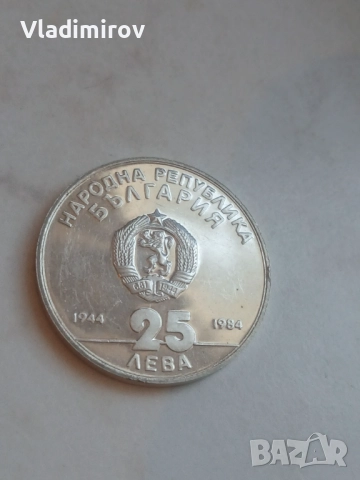 Vladimirov
НАРОДНА РЕПУБЛИКА
БЪЛГАРИЯ
1944
25
1984
ЛЕВА
BAZAR